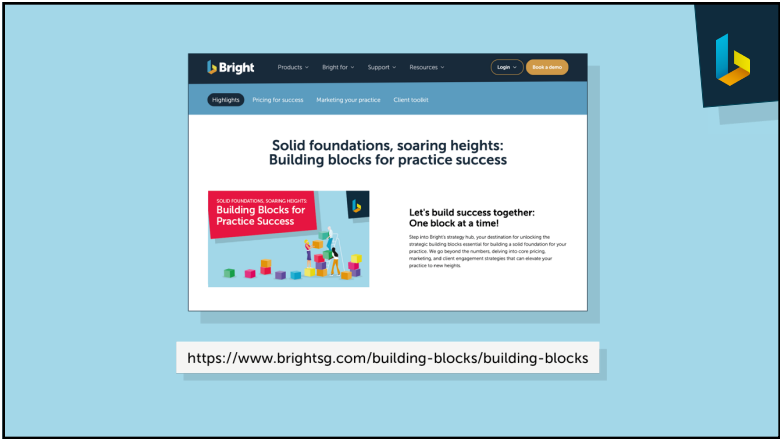 Bright
Products
Bright for
Support
Resources
Login
Book a demo
Highlights
Pricing for success
Marketing your practice
Client toolkit
Solid foundations, soaring heights:
Building blocks for practice success
SOLID FOUNDATIONS, SOARING HEIGHTS:
Building Blocks for
Practice Success
Let's build success together:
One block at a time!
Step into Bright's strategy hub, your destination for unlocking the
strategic building blocks essential for building a solid foundation for your
practice. We go beyond the numbers, delving into core pricing,
marketing, and client engagement strategies that can elevate your
practice to new heights.
https://www.brightsg.com/building-blocks/building-blocks